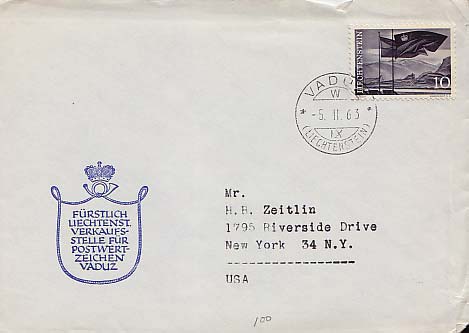 LIECHTENSTEIN
10
VADUZ
W
* -5. II. 63 *
LX
(LIECHTENSTEIN)
FÜRSTLICH
LIECHTENST.
VERKAUFS-
STELLE FÜR
POSTWERT-
ZEICHEN
VADUZ
Mr.
H.H. Zeitlin
1795 Riverside Drive
New York 34 N.Y.
-----------------
USA
100